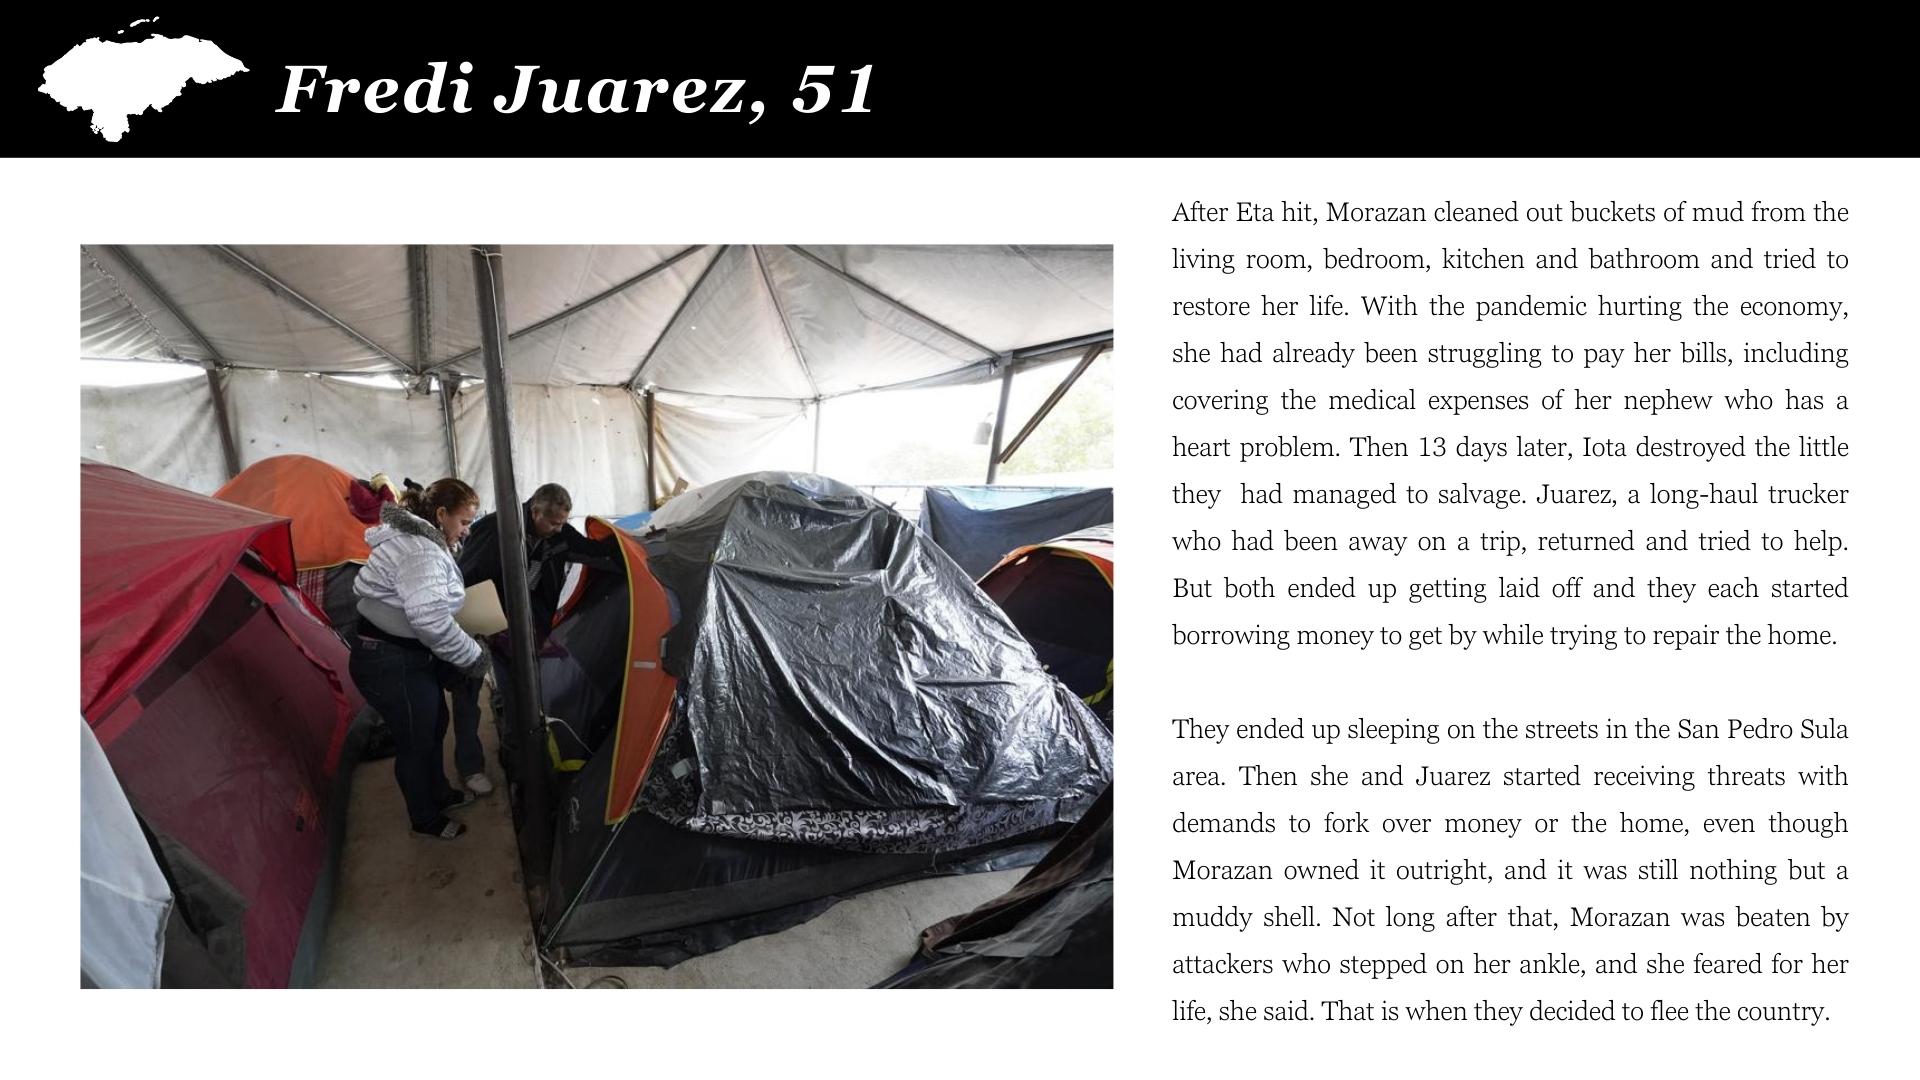 Fredi Juarez, 51
After Eta hit, Morazan cleaned out buckets of mud from the
living room, bedroom, kitchen and bathroom and tried to
restore her life. With the pandemic hurting the economy,
she had already been struggling to pay her bills, including
covering the medical expenses of her nephew who has a
heart problem. Then 13 days later, Iota destroyed the little
they  had managed to salvage. Juarez, a long-haul trucker
who had been away on a trip, returned and tried to help.
But both ended up getting laid off and they each started
borrowing money to get by while trying to repair the home.
They ended up sleeping on the streets in the San Pedro Sula
area. Then she and Juarez started receiving threats with
demands to fork over money or the home, even though
Morazan owned it outright, and it was still nothing but a
muddy shell. Not long after that, Morazan was beaten by
attackers who stepped on her ankle, and she feared for her
life, she said. That is when they decided to flee the country.